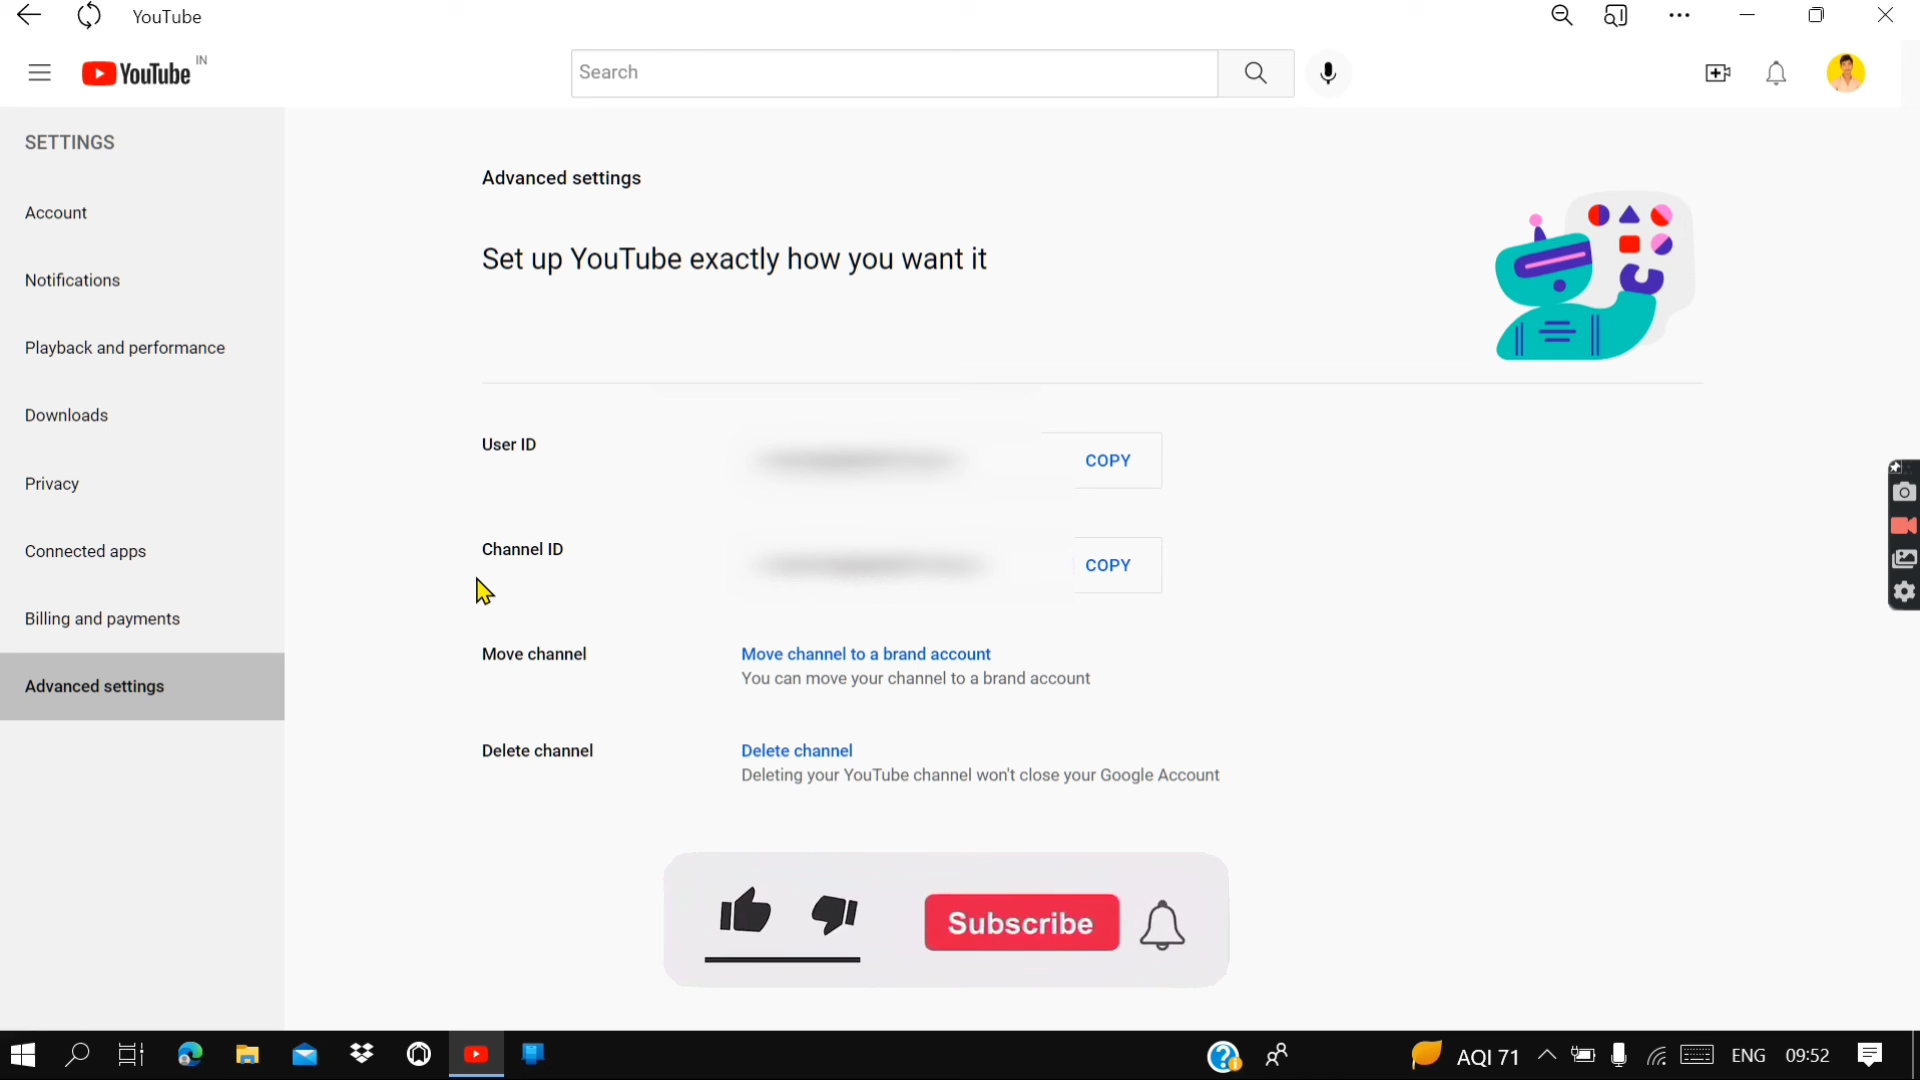 YouTube
YouTube IN
Search
SETTINGS
Account
Notifications
Playback and performance
Downloads
Privacy
Connected apps
Billing and payments
Advanced settings
Advanced settings
Set up YouTube exactly how you want it
User ID
COPY
Channel ID
COPY
Move channel
Move channel to a brand account
You can move your channel to a brand account
Delete channel
Delete channel
Deleting your YouTube channel won't close your Google Account
Subscribe
AQI 71
ENG
09:52